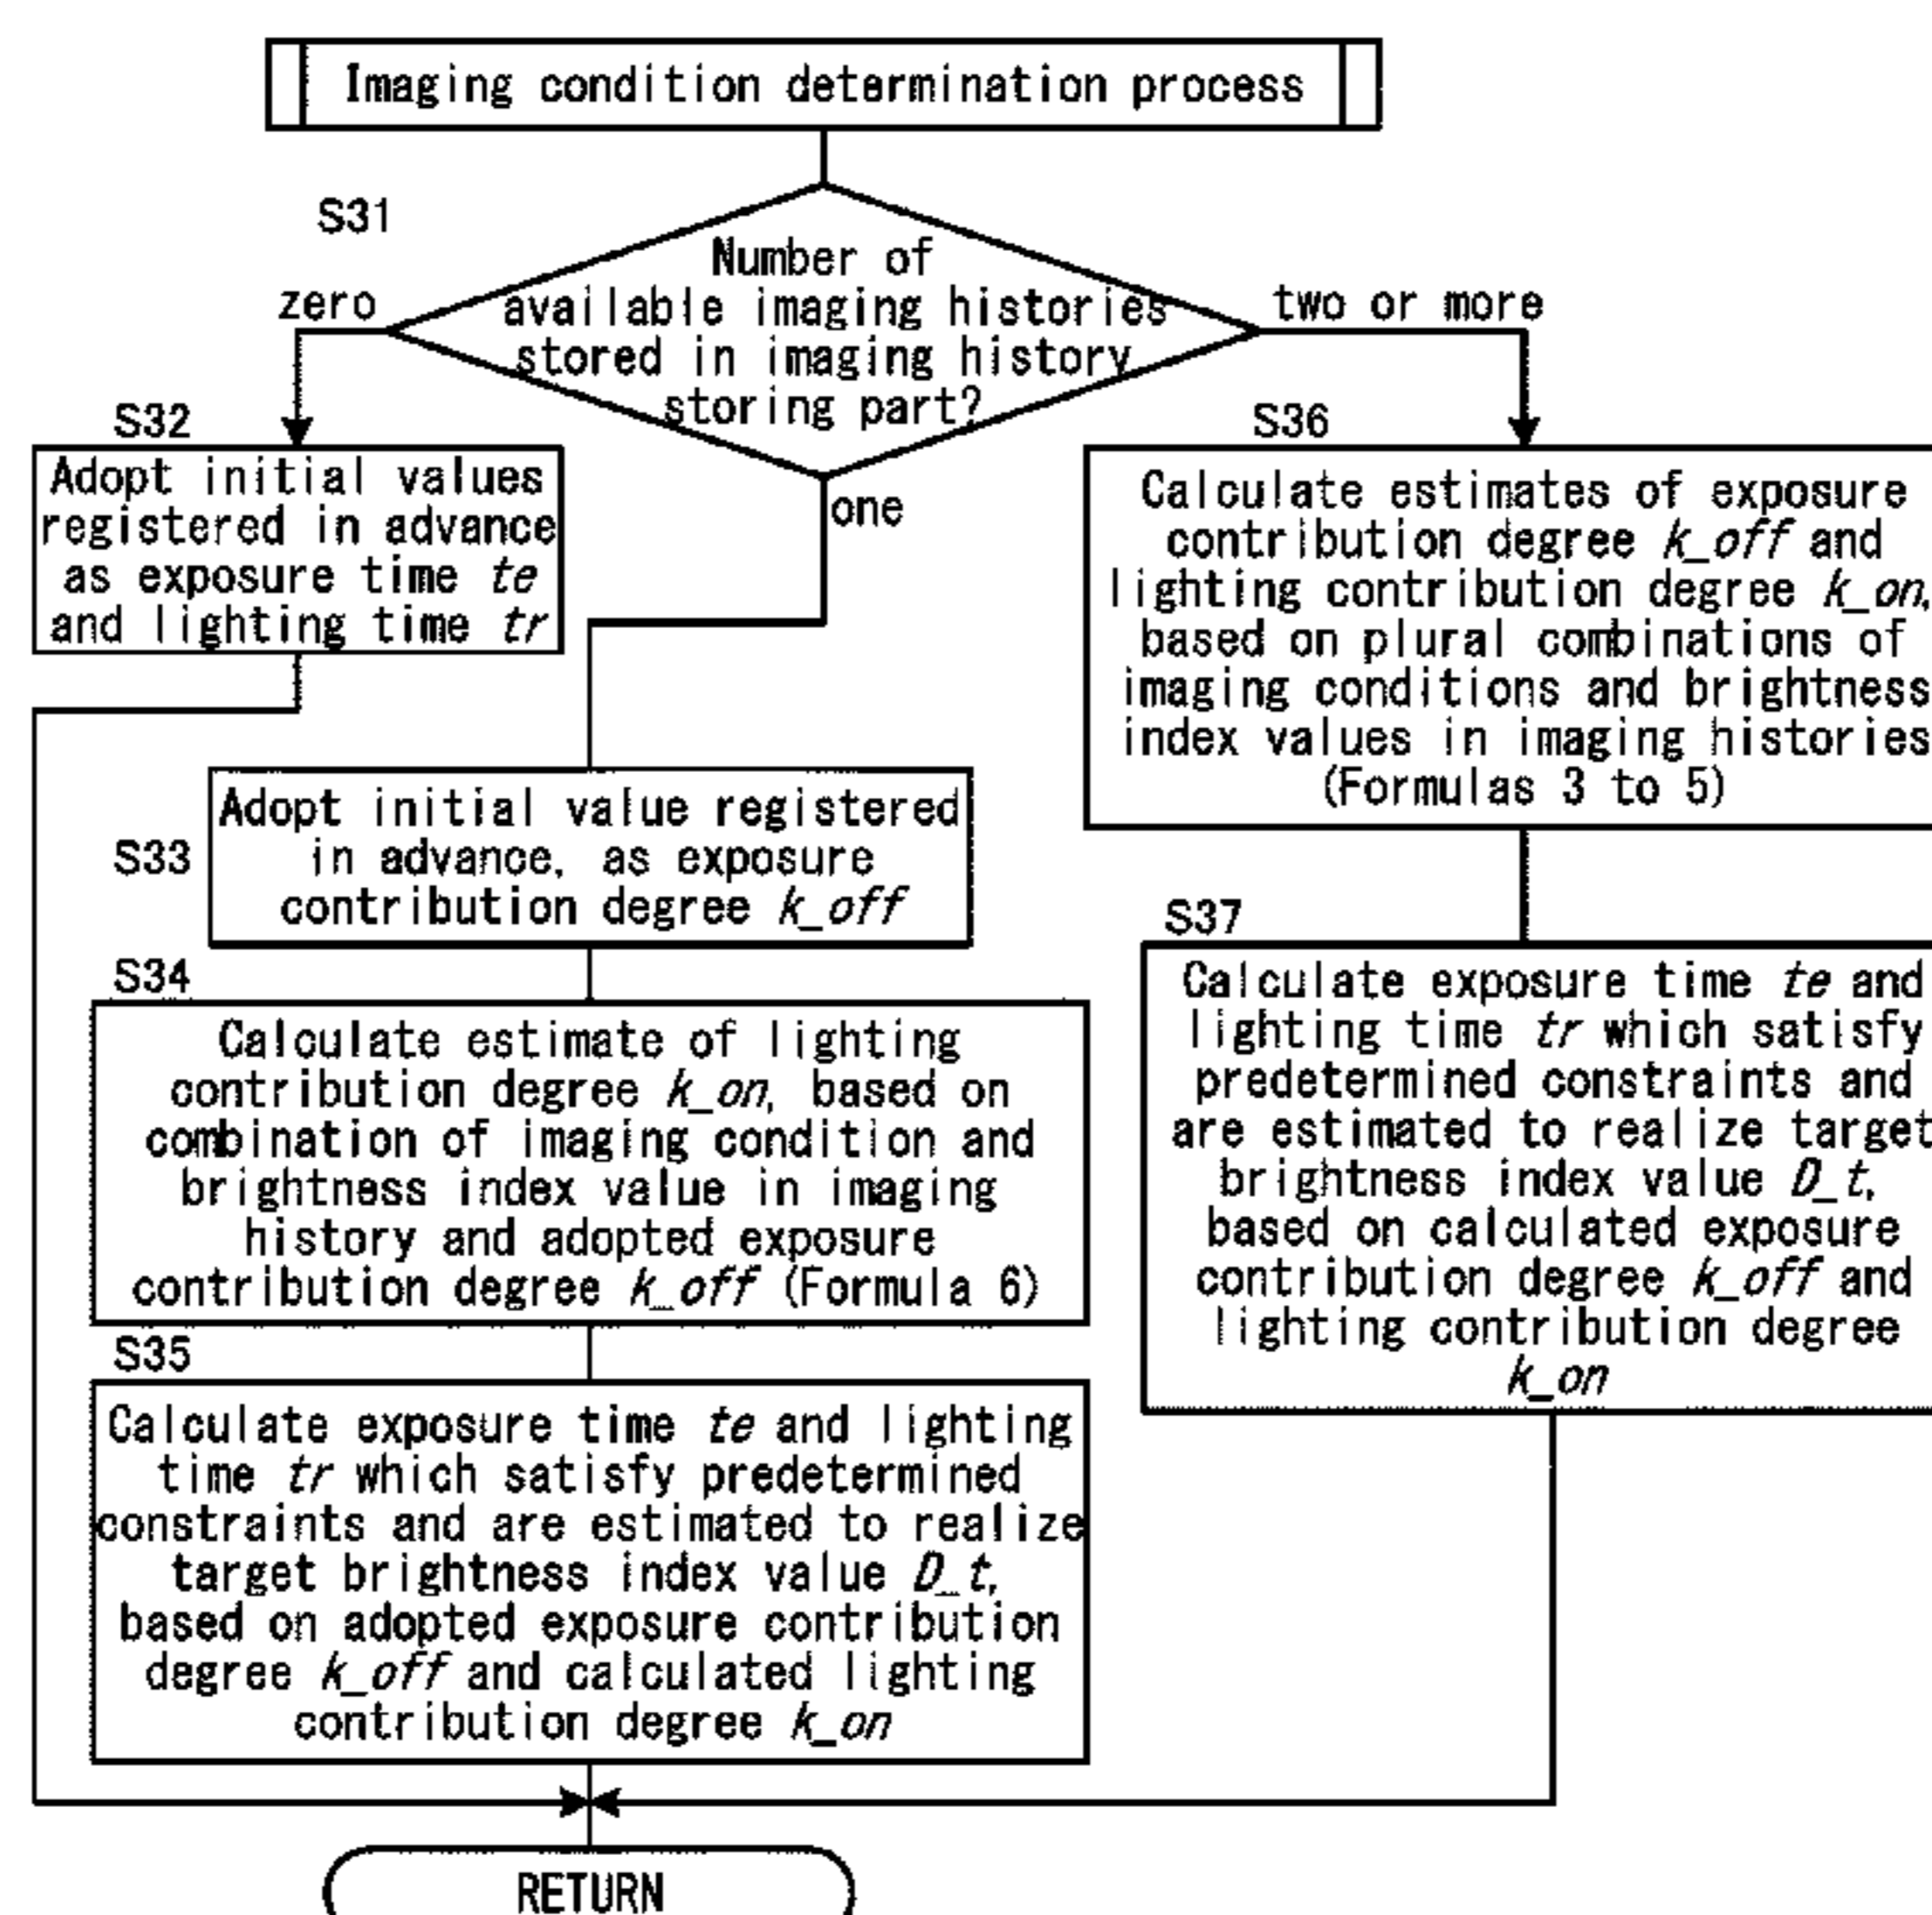 Imaging condition determination process
S31
Number of
available imaging histories
stored in imaging history
storing part?
zero
one
two or more
S32
Adopt initial values
registered in advance
as exposure time te
and lighting time tr
S33
Adopt initial value registered
in advance, as exposure
contribution degree k_off
S34
Calculate estimate of lighting
contribution degree k_on, based on
combination of imaging condition and
brightness index value in imaging
history and adopted exposure
contribution degree k_off (Formula 6)
S35
Calculate exposure time te and lighting
time tr which satisfy predetermined
constraints and are estimated to realize
target brightness index value D_t,
based on adopted exposure contribution
degree k_off and calculated lighting
contribution degree k_on
S36
Calculate estimates of exposure
contribution degree k_off and
lighting contribution degree k_on,
based on plural combinations of
imaging conditions and brightness
index values in imaging histories
(Formulas 3 to 5)
S37
Calculate exposure time te and
lighting time tr which satisfy
predetermined constraints and
are estimated to realize target
brightness index value D_t,
based on calculated exposure
contribution degree k_off and
lighting contribution degree
k_on
RETURN